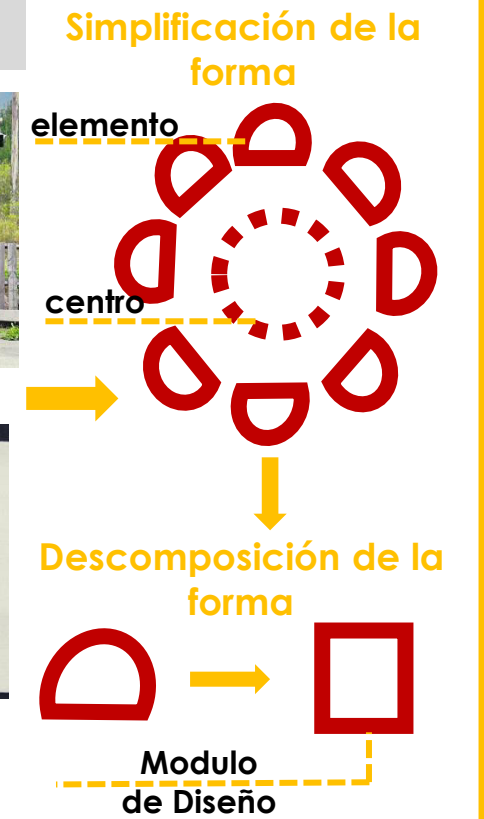 Simplificación de la
forma
elemento
centro
Descomposición de la
forma
Modulo
de Diseño